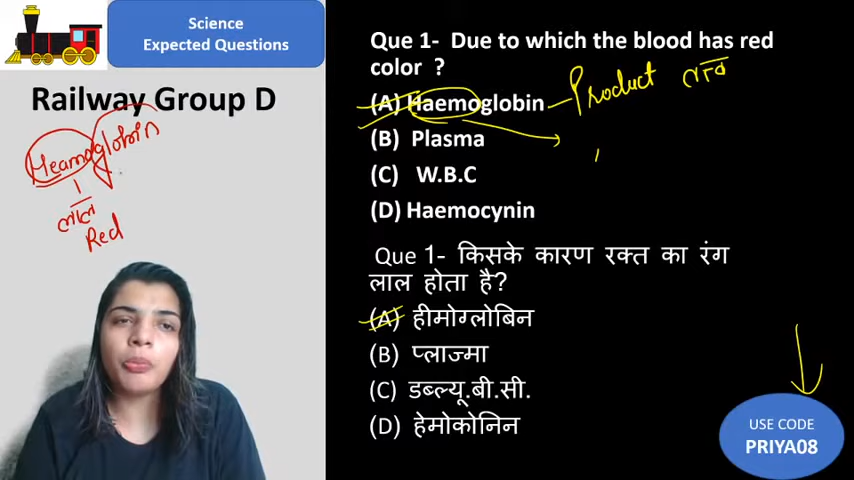 Science
Expected Questions
Railway Group D
Heamoglobin
लाल
Red
Que 1- Due to which the blood has red
color ?
(A) Haemoglobin
Product
(B) Plasma
(C) W.B.C
(D) Haemocynin
Que 1- किसके कारण रक्त का रंग
लाल होता है?
(A) हीमोग्लोबिन
(B) प्लाज्मा
(C) डब्ल्यू.बी.सी.
(D) हेमोकोनिन
USE CODE
PRIYA08